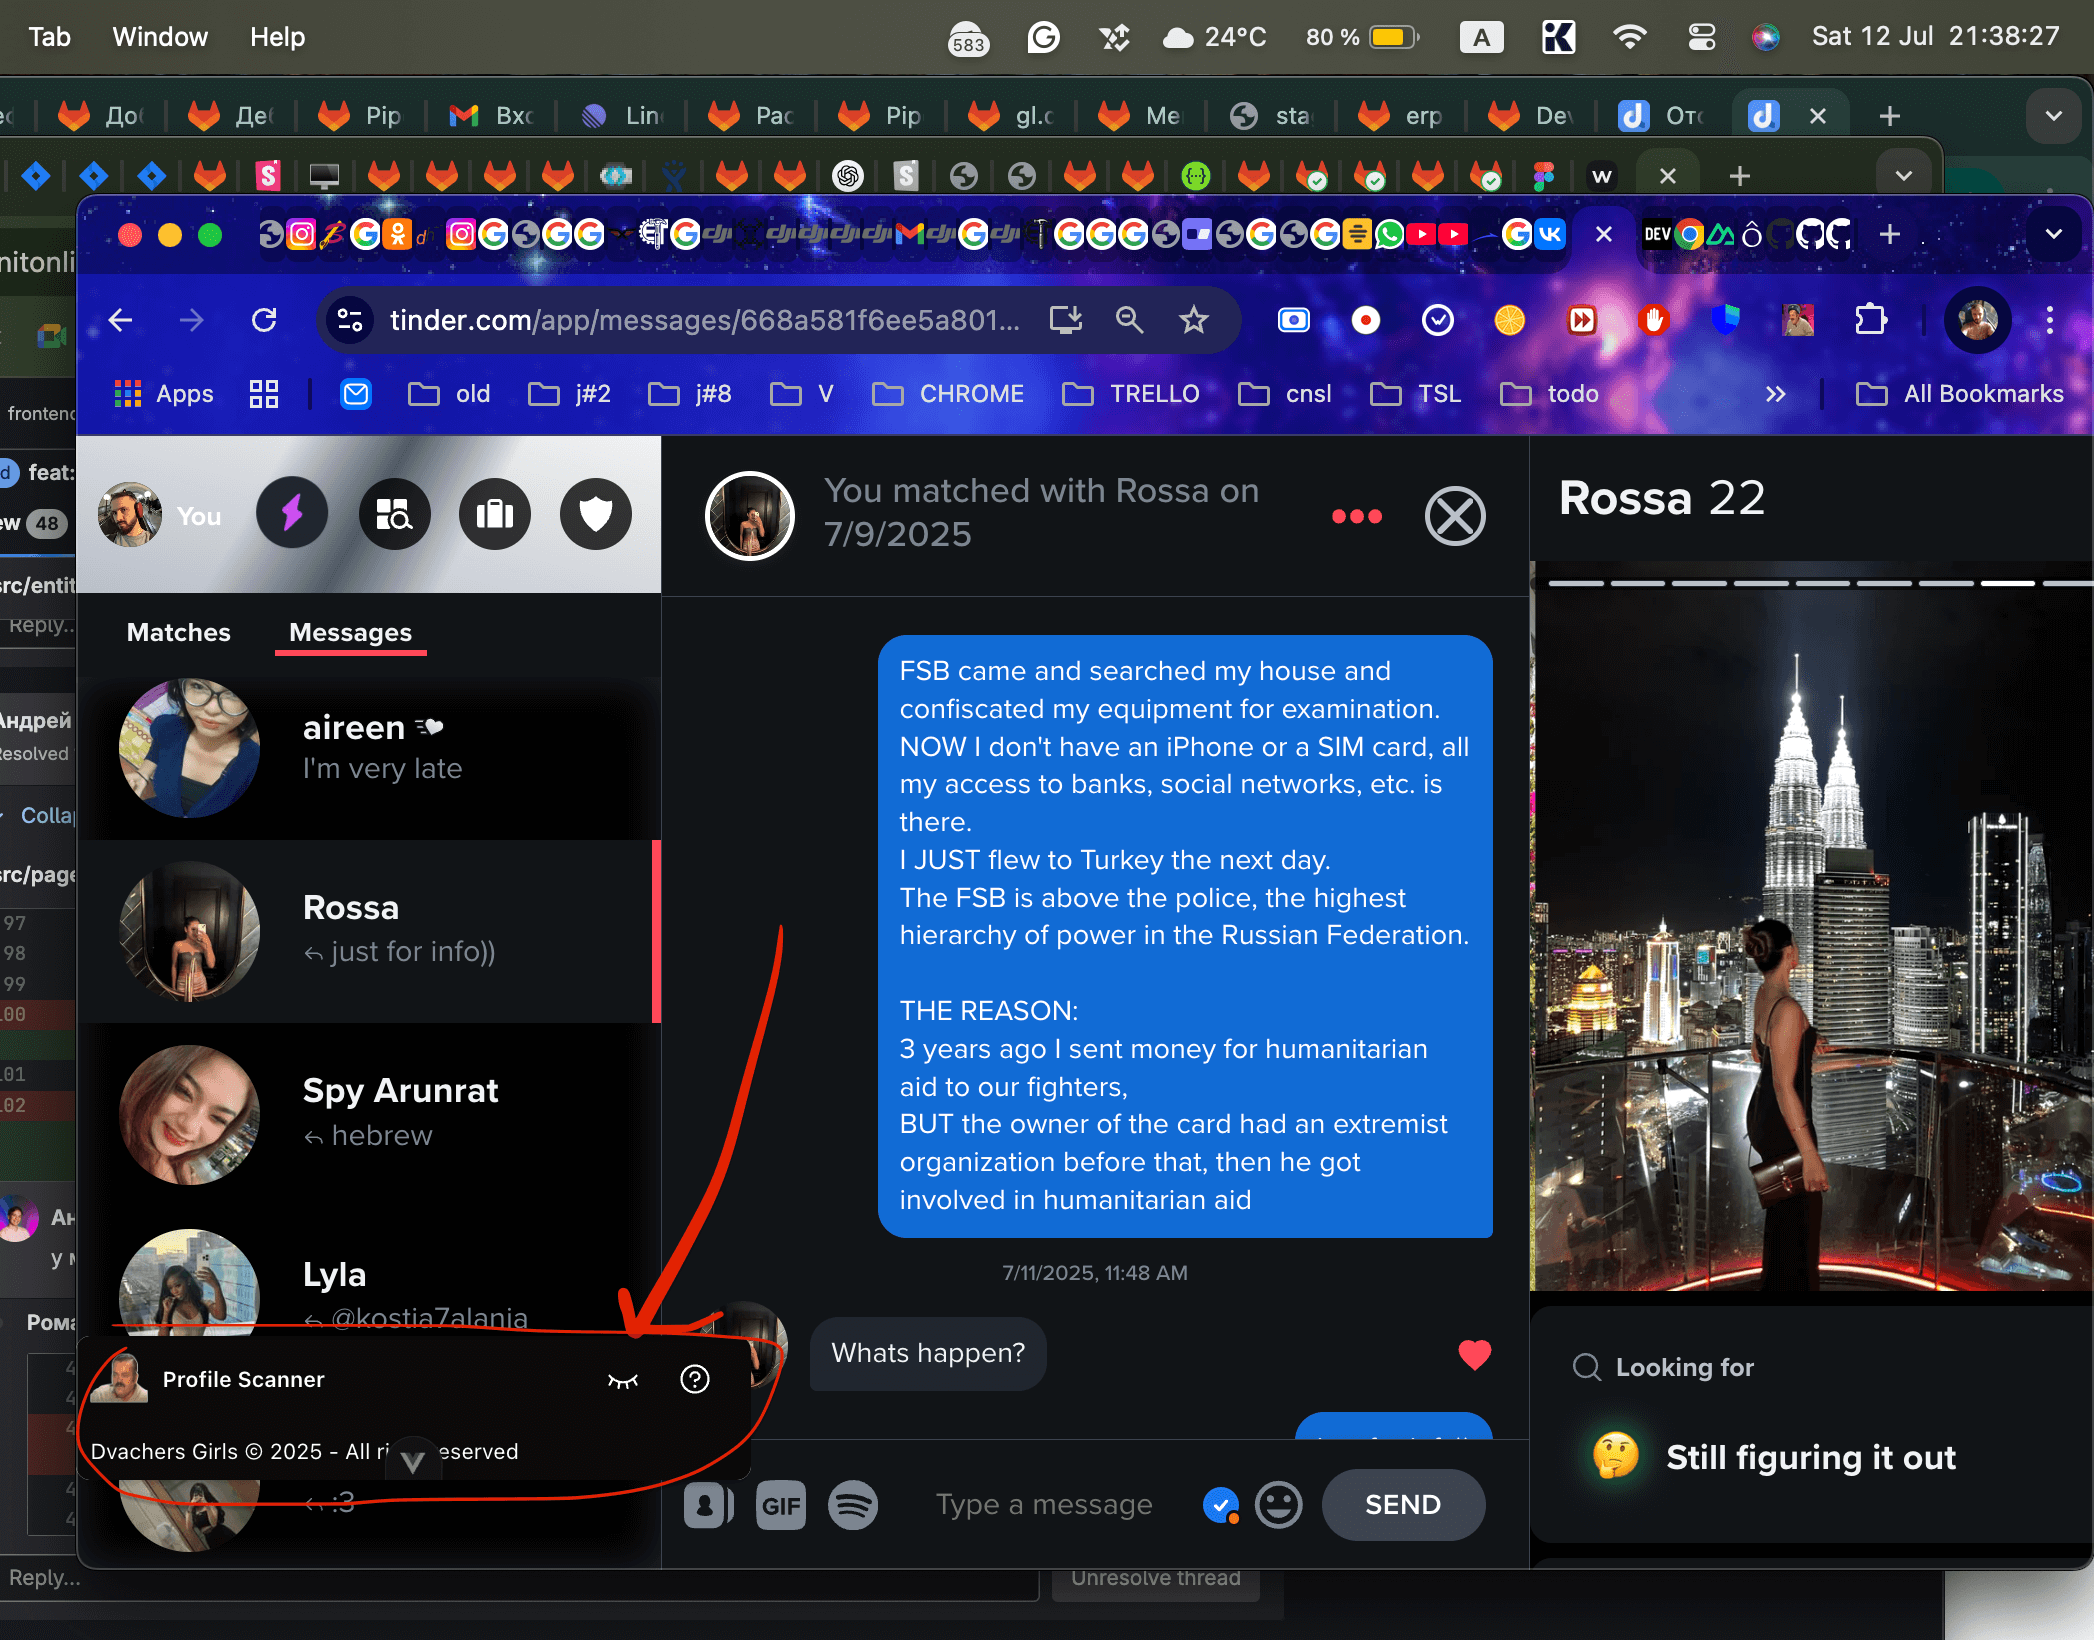 Tab Window Help
583
24°C 80 % A Sat 12 Jul 21:38:27
До Де Pip Вхо Lin Рас Pip gl.c Me sta erp Dev Отс
nitonli
DEV
tinder.com/app/messages/668a581f6ee5a801...
Apps old j#2 j#8 V CHROME TRELLO cnsl TSL todo All Bookmarks
frontend
feat:
ew 48
src/entit
Reply...
Андрей
Resolved
Collap
src/page
97
98
99
100
101
102
Ан
у м
Рома
You
Matches Messages
aireen
I'm very late
Rossa
just for info))
Spy Arunrat
hebrew
Lyla
@kostia7alania
Profile Scanner
Dvachers Girls © 2025 - All ri eserved
:3
You matched with Rossa on
7/9/2025
FSB came and searched my house and
confiscated my equipment for examination.
NOW I don't have an iPhone or a SIM card, all
my access to banks, social networks, etc. is
there.
I JUST flew to Turkey the next day.
The FSB is above the police, the highest
hierarchy of power in the Russian Federation.
THE REASON:
3 years ago I sent money for humanitarian
aid to our fighters,
BUT the owner of the card had an extremist
organization before that, then he got
involved in humanitarian aid
7/11/2025, 11:48 AM
Whats happen?
GIF Type a message SEND
Rossa 22
Looking for
Still figuring it out
Reply...
Unresolve thread